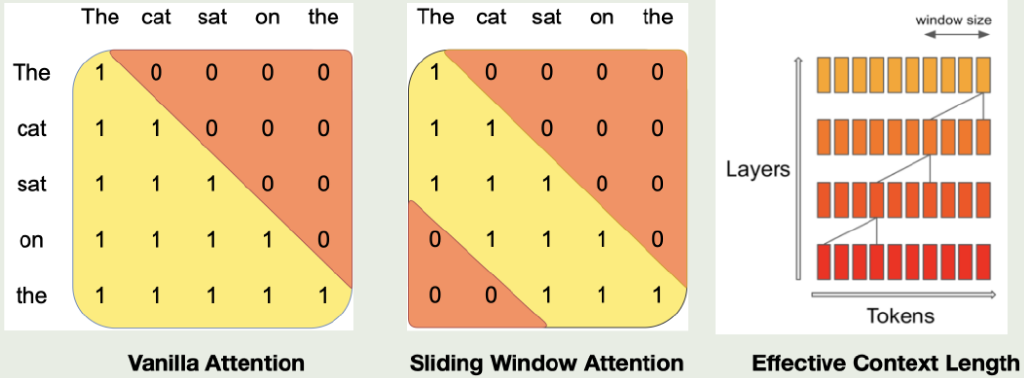 The cat sat on the
The 1 0 0 0 0
cat 1 1 0 0 0
sat 1 1 1 0 0
on 1 1 1 1 0
the 1 1 1 1 1
Vanilla Attention
The cat sat on the
1 0 0 0 0
1 1 0 0 0
1 1 1 0 0
0 1 1 1 0
0 0 1 1 1
Sliding Window Attention
window size
Layers
Tokens
Effective Context Length